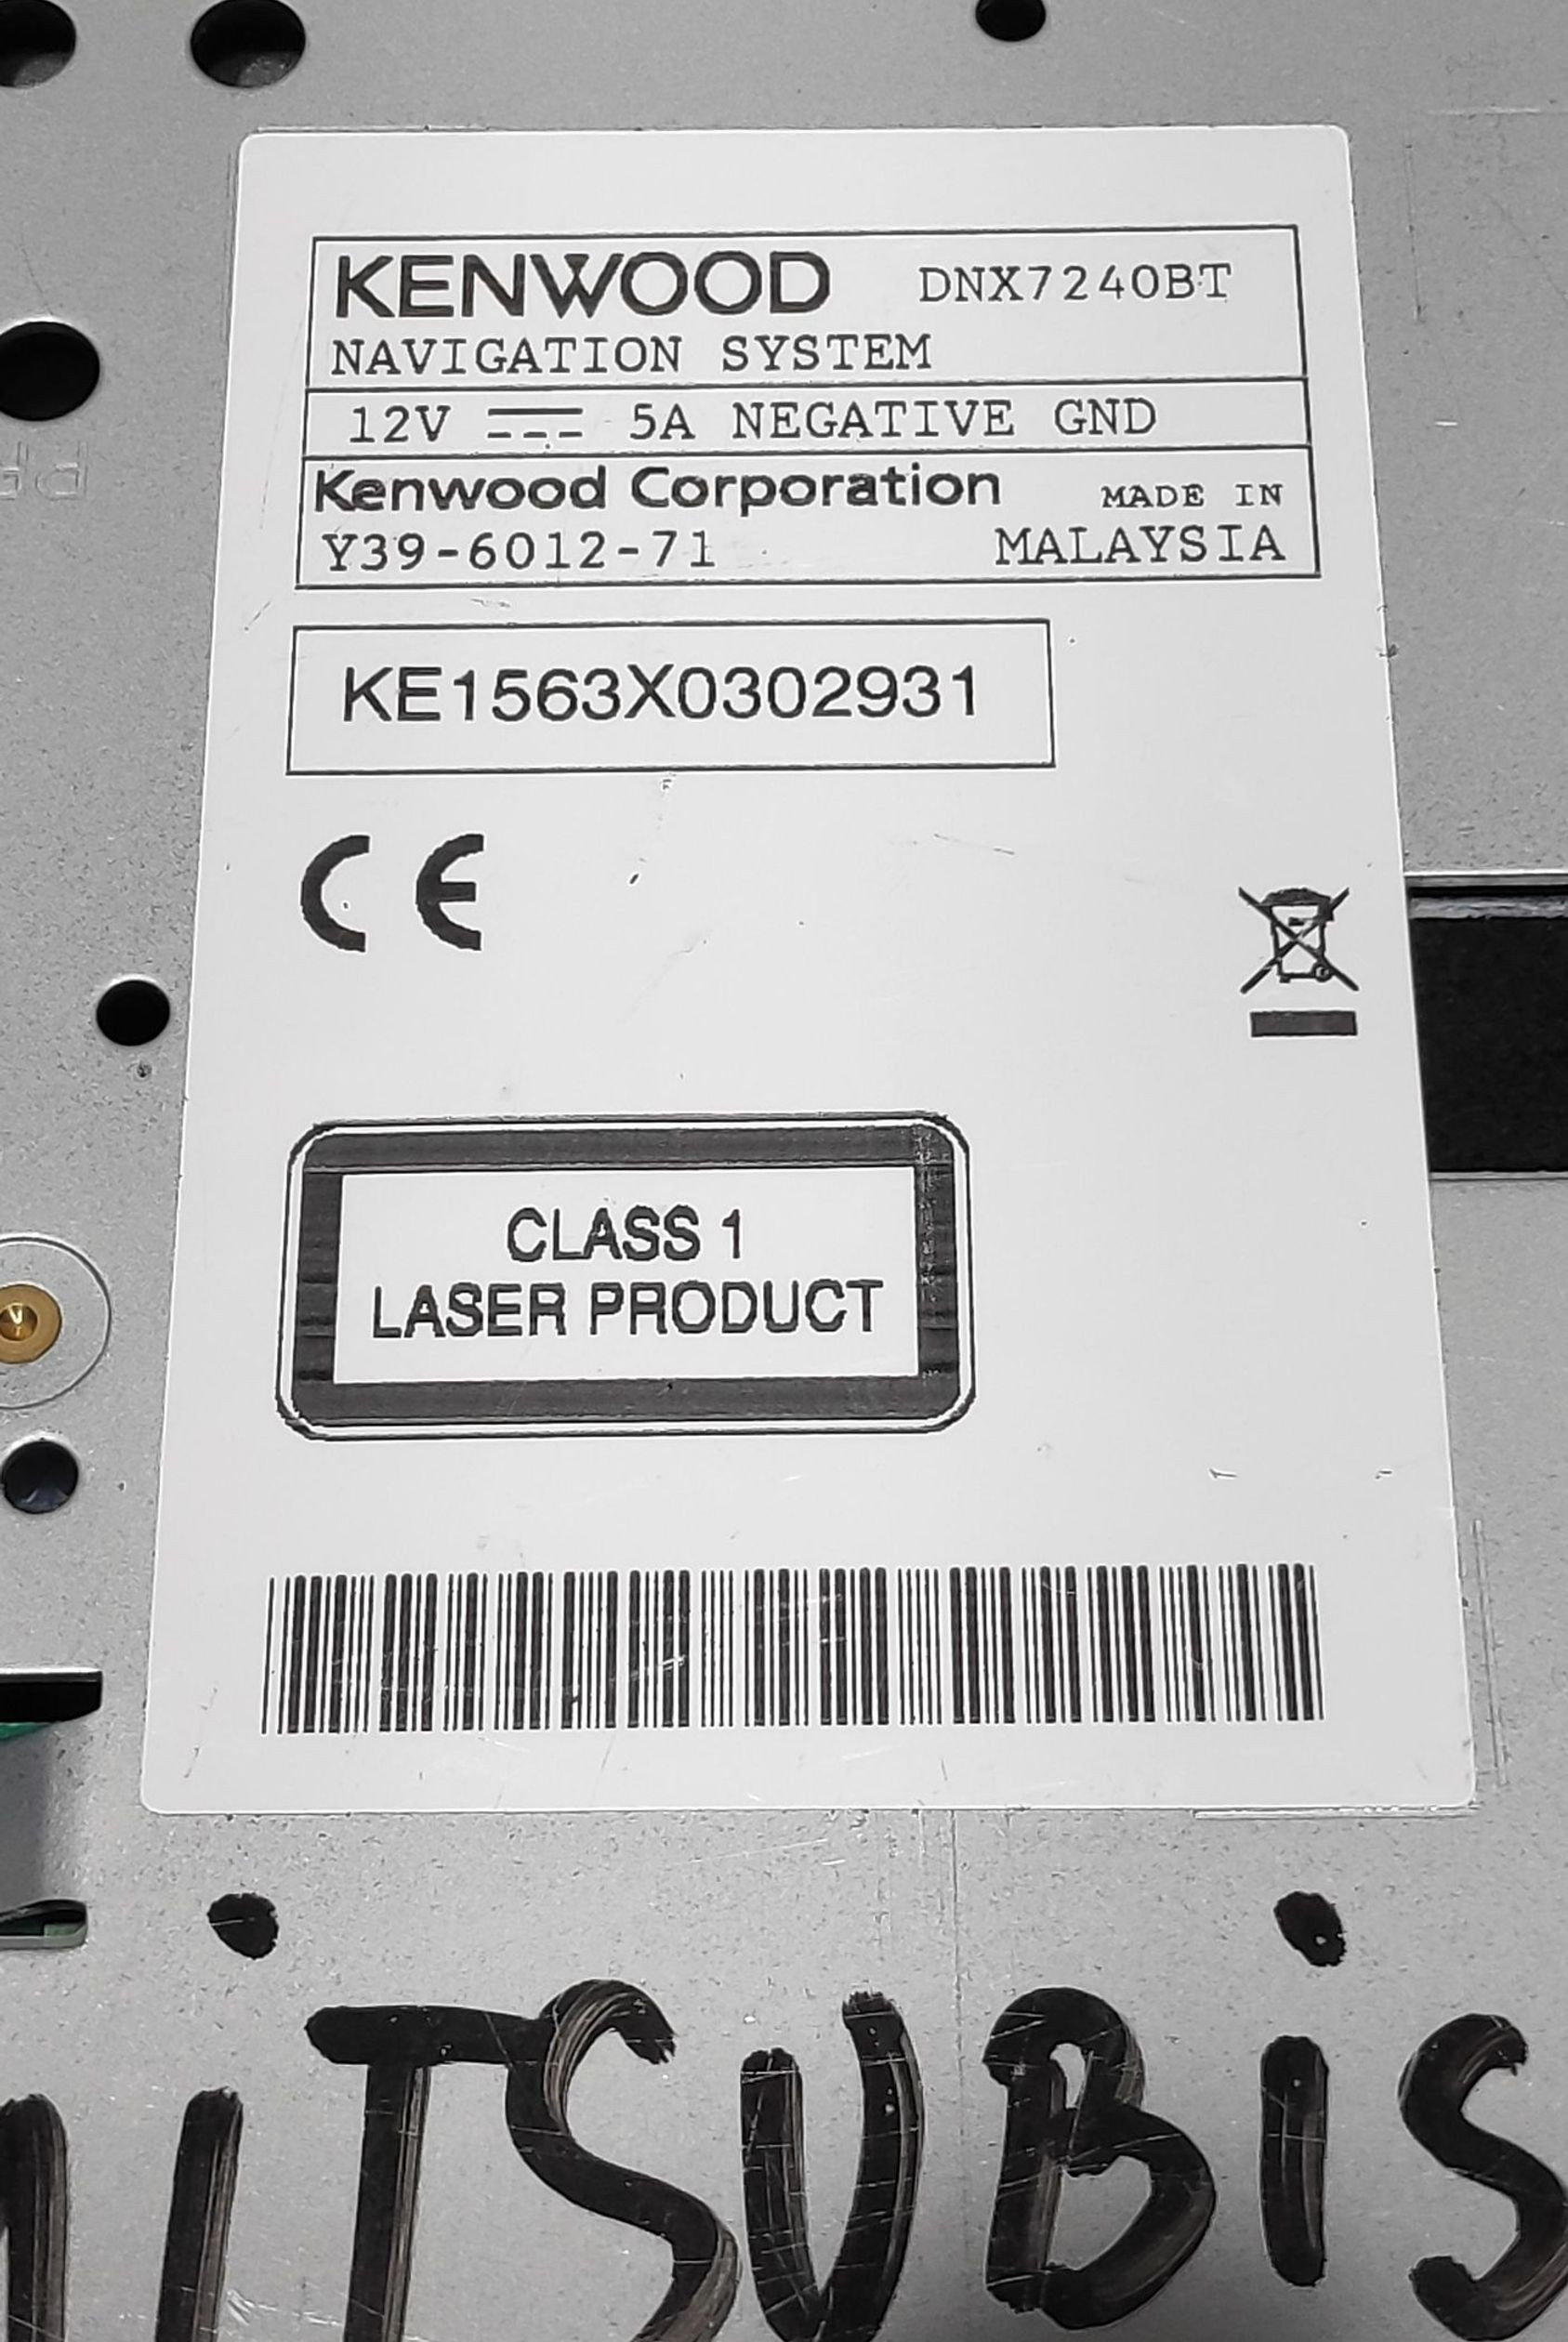 KENWOOD DNX7240BT
NAVIGATION SYSTEM
12V 5A NEGATIVE GND
Kenwood Corporation MADE IN
Y39-6012-71 MALAYSIA
KE1563X0302931
CE
CLASS 1
LASER PRODUCT
MiTSUBiS